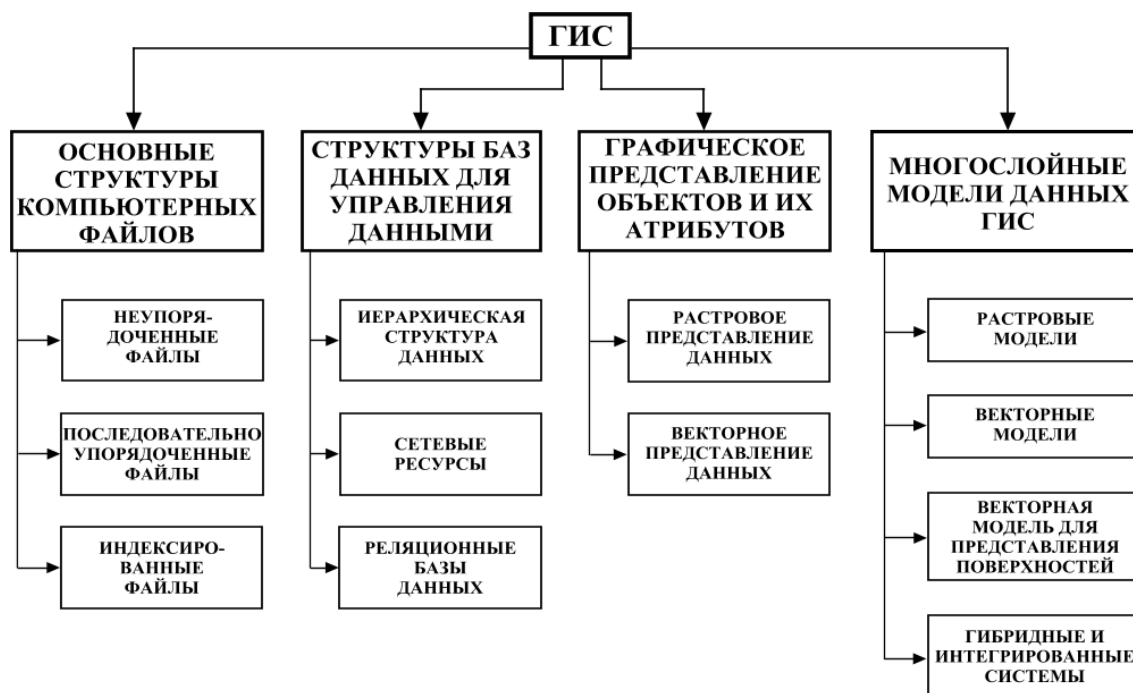 ГИС
ОСНОВНЫЕ
СТРУКТУРЫ
КОМПЬЮТЕРНЫХ
ФАЙЛОВ
НЕУПОРЯ-
ДОЧЕННЫЕ
ФАЙЛЫ
ПОСЛЕДОВАТЕЛЬНО
УПОРЯДОЧЕННЫЕ
ФАЙЛЫ
ИНДЕКСИРО-
ВАННЫЕ
ФАЙЛЫ
СТРУКТУРЫ БАЗ
ДАННЫХ ДЛЯ
УПРАВЛЕНИЯ
ДАННЫМИ
ИЕРАРХИЧЕСКАЯ
СТРУКТУРА
ДАННЫХ
СЕТЕВЫЕ
РЕСУРСЫ
РЕЛЯЦИОННЫЕ
БАЗЫ
ДАННЫХ
ГРАФИЧЕСКОЕ
ПРЕДСТАВЛЕНИЕ
ОБЪЕКТОВ И ИХ
АТРИБУТОВ
РАСТРОВОЕ
ПРЕДСТАВЛЕНИЕ
ДАННЫХ
ВЕКТОРНОЕ
ПРЕДСТАВЛЕНИЕ
ДАННЫХ
МНОГОСЛОЙНЫЕ
МОДЕЛИ ДАННЫХ
ГИС
РАСТРОВЫЕ
МОДЕЛИ
ВЕКТОРНЫЕ
МОДЕЛИ
ВЕКТОРНАЯ
МОДЕЛЬ ДЛЯ
ПРЕДСТАВЛЕНИЯ
ПОВЕРХНОСТЕЙ
ГИБРИДНЫЕ И
ИНТЕГРИРОВАННЫЕ
СИСТЕМЫ